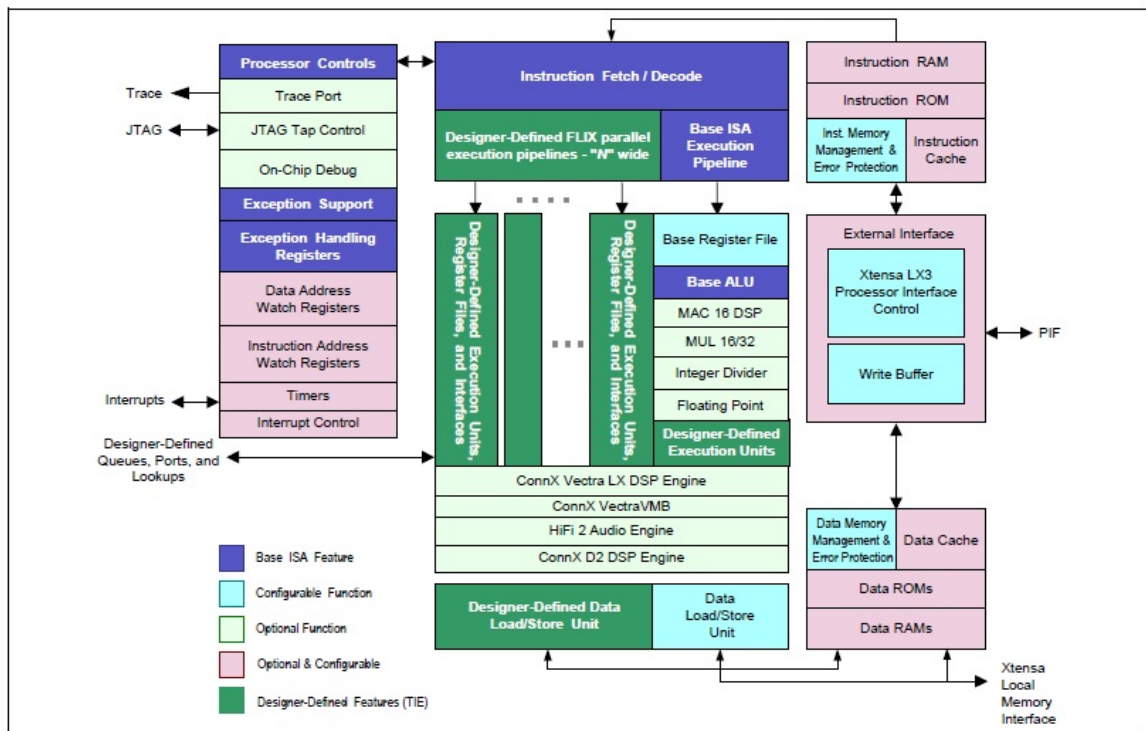 Processor Controls
Trace Port
JTAG Tap Control
On-Chip Debug
Exception Support
Exception Handling
Registers
Data Address
Watch Registers
Instruction Address
Watch Registers
Timers
Interrupt Control
Trace
JTAG
Interrupts
Designer-Defined
Queues, Ports, and
Lookups
Instruction Fetch / Decode
Designer-Defined FLIX parallel
execution pipelines - "N" wide
Base ISA
Execution
Pipeline
Designer-Defined Execution Units,
Register Files, and Interfaces
Designer-Defined Execution Units,
Register Files, and Interfaces
Base Register File
Base ALU
MAC 16 DSP
MUL 16/32
Integer Divider
Floating Point
Designer-Defined
Execution Units
ConnX Vectra LX DSP Engine
ConnX VectraVMB
HiFi 2 Audio Engine
ConnX D2 DSP Engine
Designer-Defined Data
Load/Store Unit
Data
Load/Store
Unit
Instruction RAM
Instruction ROM
Inst. Memory
Management &
Error Protection
Instruction
Cache
External Interface
Xtensa LX3
Processor Interface
Control
Write Buffer
PIF
Data Memory
Management &
Error Protection
Data Cache
Data ROMs
Data RAMs
Xtensa
Local
Memory
Interface
Base ISA Feature
Configurable Function
Optional Function
Optional & Configurable
Designer-Defined Features (TIE)